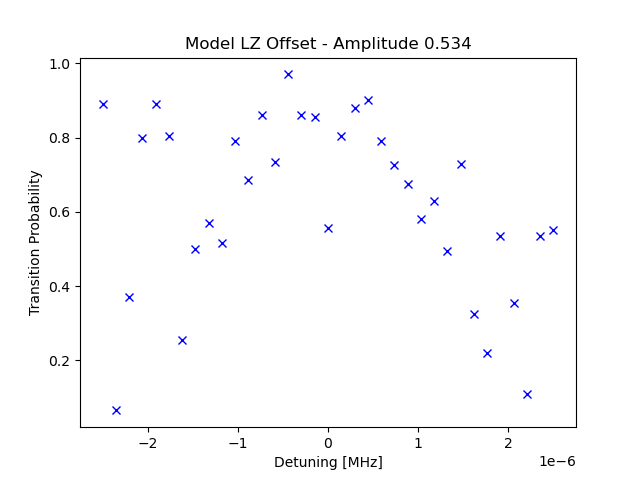 Model LZ Offset - Amplitude 0.534
1.0
0.8
0.6
0.4
0.2
Transition Probability
−2
−1
0
1
2
1e−6
Detuning [MHz]